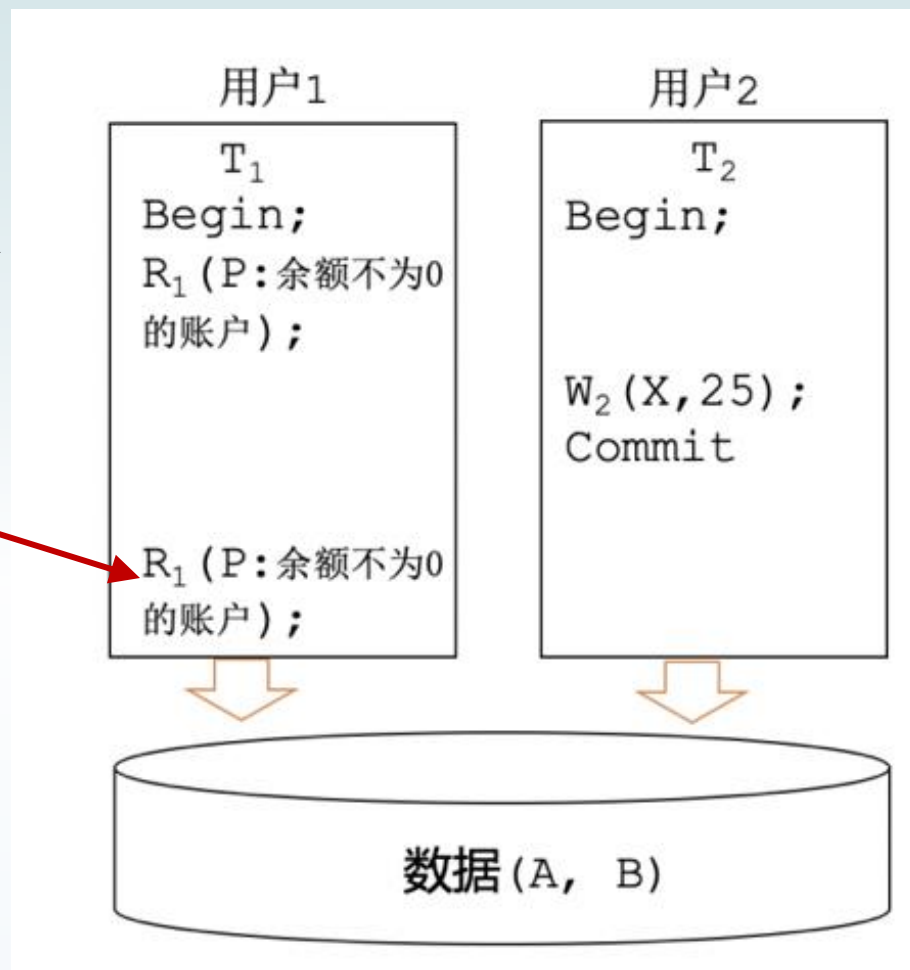 用户1
T₁
Begin;
R₁(P:余额不为0
的账户);
R₁(P:余额不为0
的账户);
用户2
T₂
Begin;
W₂(X,25);
Commit
数据(A, B)